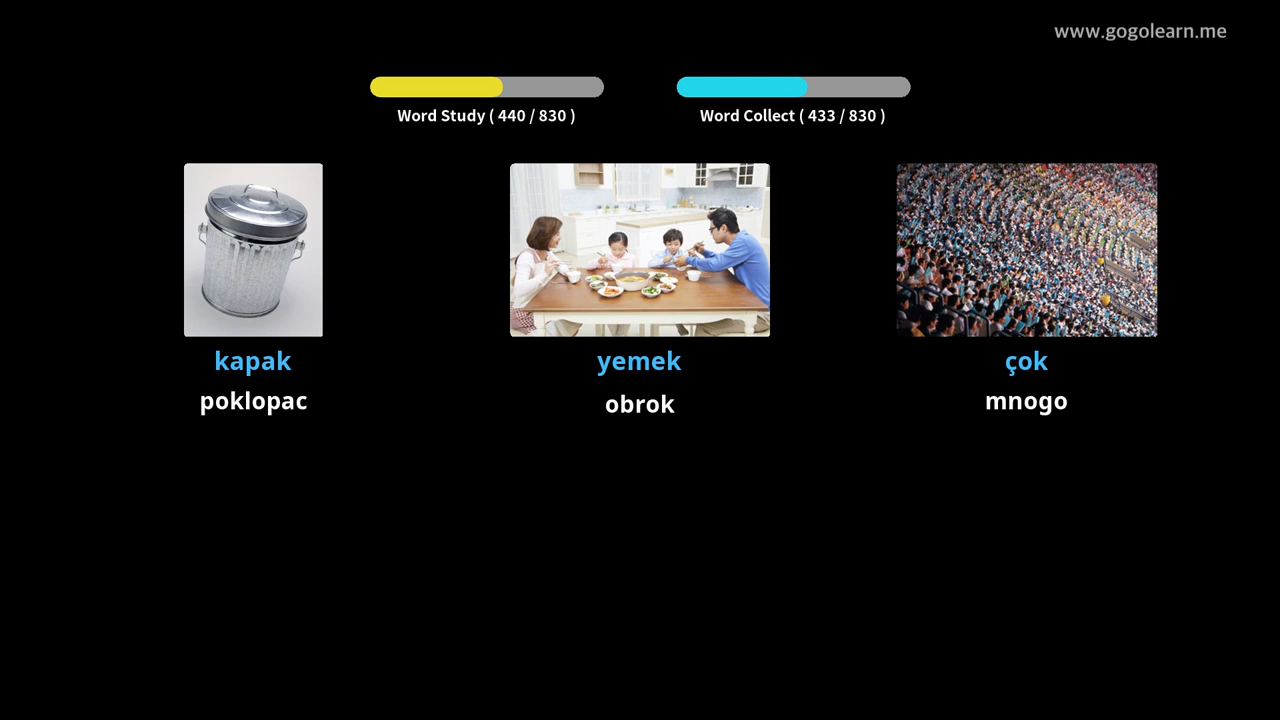 www.gogolearn.me
Word Study ( 440 / 830 )
Word Collect ( 433 / 830 )
kapak
poklopac
yemek
obrok
çok
mnogo